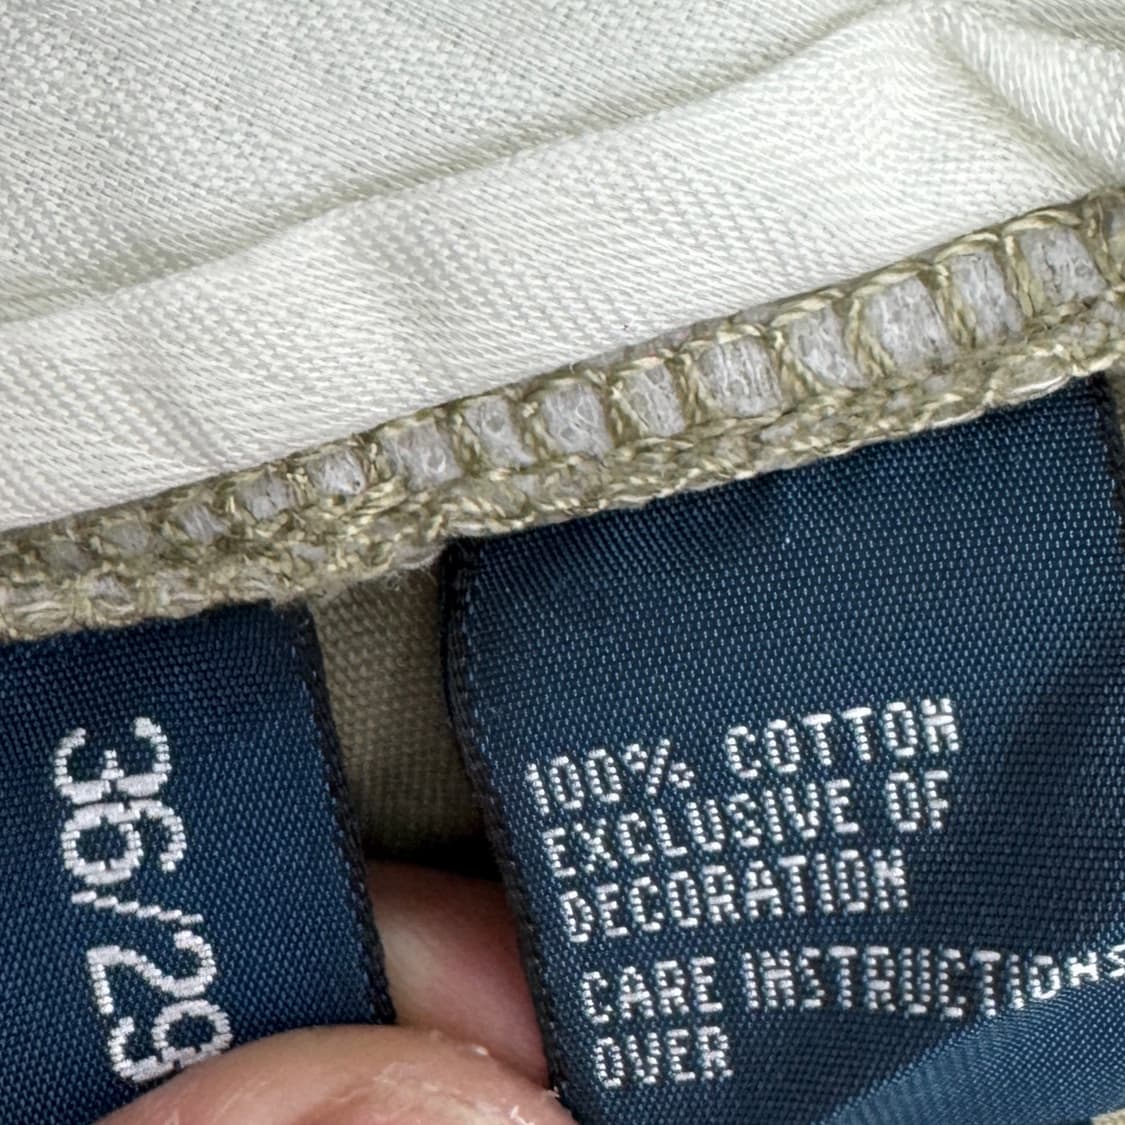 36/29
100% COTTON
EXCLUSIVE OF
DECORATION
CARE INSTRUCTIONS
OVER